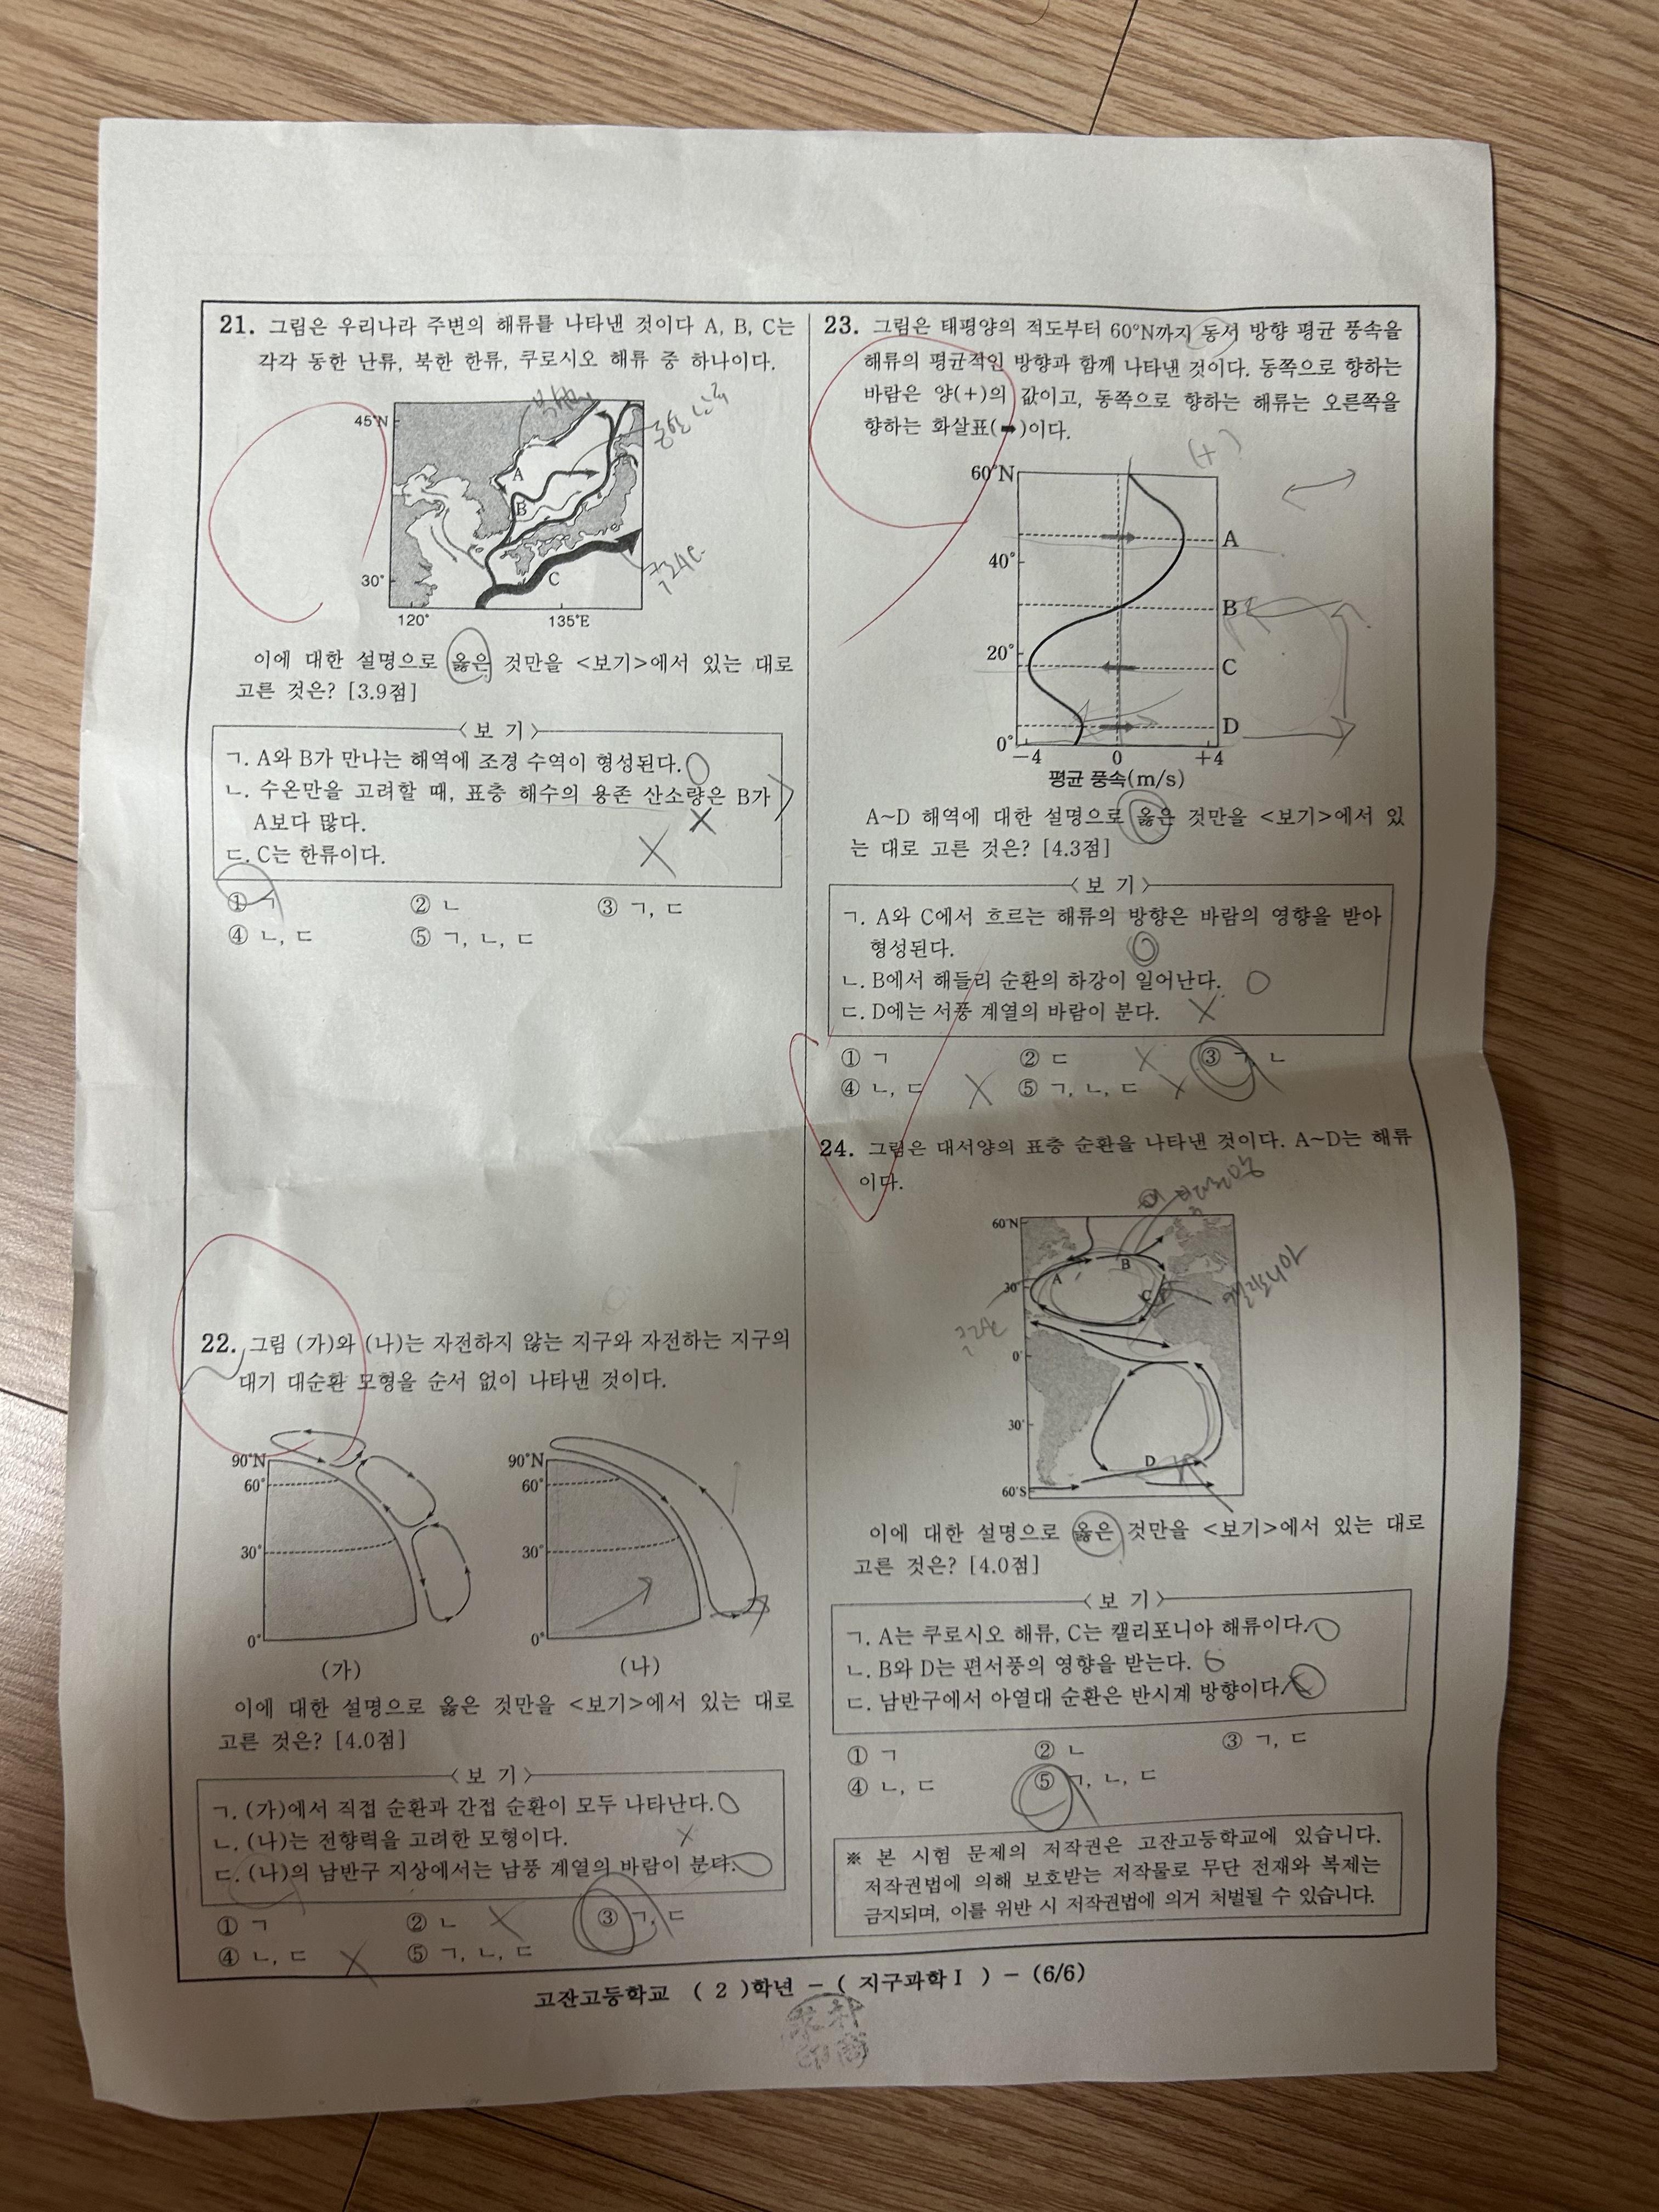 21. 그림은 우리나라 주변의 해류를 나타낸 것이다 A, B, C는
각각 동한 난류, 북한 한류, 쿠로시오 해류 중 하나이다.
45°N
A
B
C
30°
120°
135°E
이에 대한 설명으로 옳은 것만을 <보기>에서 있는 대로
고른 것은? [3.9점]
<보 기>
ㄱ. A와 B가 만나는 해역에 조경 수역이 형성된다.
ㄴ. 수온만을 고려할 때, 표층 해수의 용존 산소량은 B가
A보다 많다.
ㄷ. C는 한류이다.
① ㄱ ② ㄴ ③ ㄱ, ㄷ
④ ㄴ, ㄷ ⑤ ㄱ, ㄴ, ㄷ
22. 그림 (가)와 (나)는 자전하지 않는 지구와 자전하는 지구의
대기 대순환 모형을 순서 없이 나타낸 것이다.
90°N
60°
30°
0°
(가)
90°N
60°
30°
0°
(나)
이에 대한 설명으로 옳은 것만을 <보기>에서 있는 대로
고른 것은? [4.0점]
<보 기>
ㄱ. (가)에서 직접 순환과 간접 순환이 모두 나타난다.
ㄴ. (나)는 전향력을 고려한 모형이다.
ㄷ. (나)의 남반구 지상에서는 남풍 계열의 바람이 분다.
① ㄱ ② ㄴ ③ ㄱ, ㄷ
④ ㄴ, ㄷ ⑤ ㄱ, ㄴ, ㄷ
23. 그림은 태평양의 적도부터 60°N까지 동서 방향 평균 풍속을
해류의 평균적인 방향과 함께 나타낸 것이다. 동쪽으로 향하는
바람은 양(+)의 값이고, 동쪽으로 향하는 해류는 오른쪽을
향하는 화살표(➡)이다.
(+)
60°N
A
40°
B
20°
C
D
0°
-4 0 +4
평균 풍속(m/s)
A~D 해역에 대한 설명으로 옳은 것만을 <보기>에서 있
는 대로 고른 것은? [4.3점]
<보 기>
ㄱ. A와 C에서 흐르는 해류의 방향은 바람의 영향을 받아
형성된다.
ㄴ. B에서 해들리 순환의 하강이 일어난다.
ㄷ. D에는 서풍 계열의 바람이 분다.
① ㄱ ② ㄷ ③ ㄱ, ㄴ
④ ㄴ, ㄷ ⑤ ㄱ, ㄴ, ㄷ
24. 그림은 대서양의 표층 순환을 나타낸 것이다. A~D는 해류
이다.
60°N
A
B
30°
C
캘리포니아
0°
30°
D
60°S
이에 대한 설명으로 옳은 것만을 <보기>에서 있는 대로
고른 것은? [4.0점]
<보 기>
ㄱ. A는 쿠로시오 해류, C는 캘리포니아 해류이다.
ㄴ. B와 D는 편서풍의 영향을 받는다.
ㄷ. 남반구에서 아열대 순환은 반시계 방향이다.
① ㄱ ② ㄴ ③ ㄱ, ㄷ
④ ㄴ, ㄷ ⑤ ㄱ, ㄴ, ㄷ
※ 본 시험 문제의 저작권은 고잔고등학교에 있습니다.
저작권법에 의해 보호받는 저작물로 무단 전재와 복제는
금지되며, 이를 위반 시 저작권법에 의거 처벌될 수 있습니다.
고잔고등학교 ( 2 )학년 - ( 지구과학Ⅰ ) - (6/6)